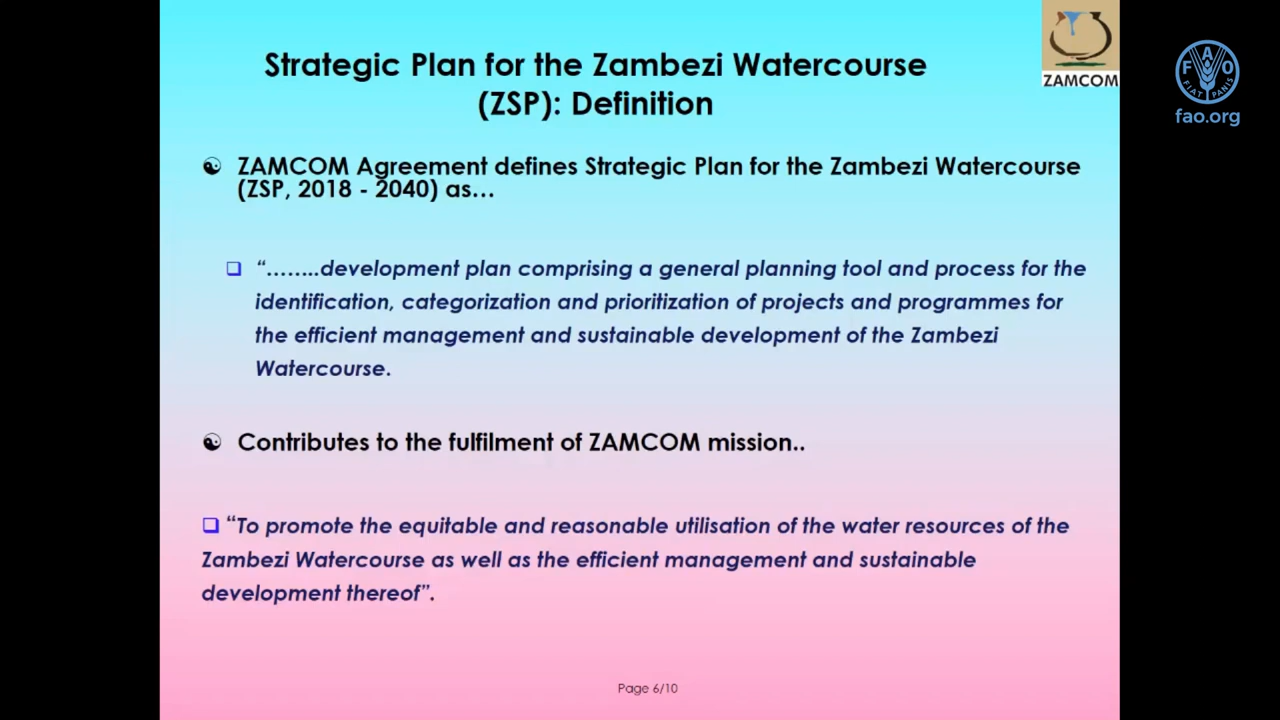 Strategic Plan for the Zambezi Watercourse
(ZSP): Definition
ZAMCOM
F A O
FIAT PANIS
fao.org
ZAMCOM Agreement defines Strategic Plan for the Zambezi Watercourse
(ZSP, 2018 - 2040) as…
“……..development plan comprising a general planning tool and process for the
identification, categorization and prioritization of projects and programmes for
the efficient management and sustainable development of the Zambezi
Watercourse.
Contributes to the fulfilment of ZAMCOM mission..
“To promote the equitable and reasonable utilisation of the water resources of the
Zambezi Watercourse as well as the efficient management and sustainable
development thereof”.
Page 6/10